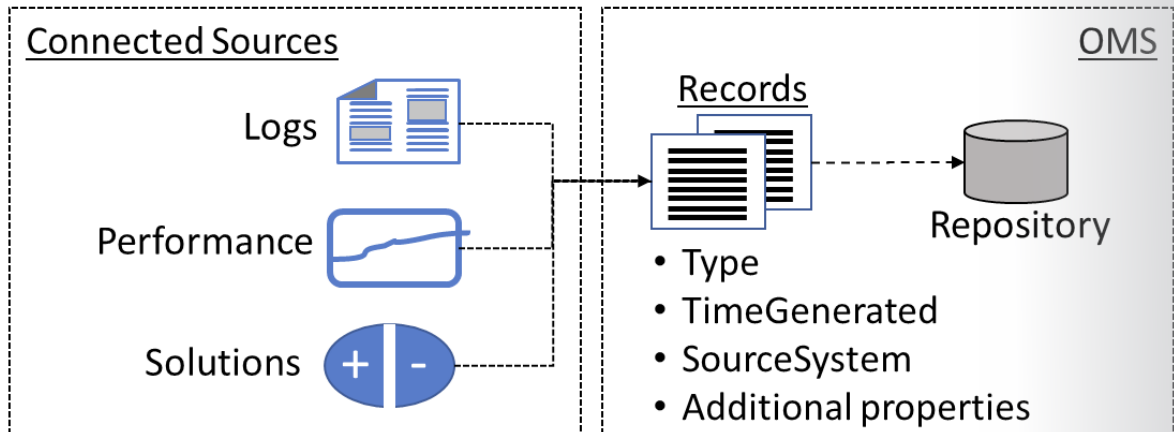 Connected Sources
Logs
Performance
Solutions
+ -
OMS
Records
Repository
• Type
• TimeGenerated
• SourceSystem
• Additional properties